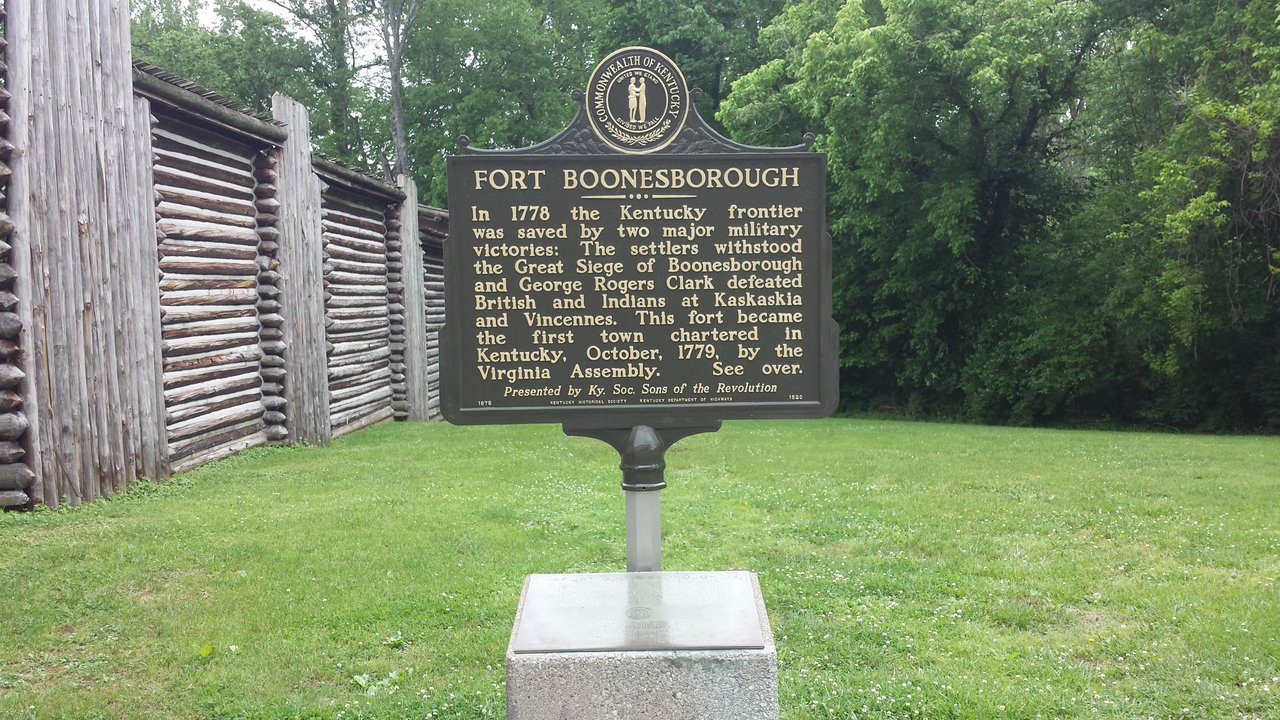 COMMONWEALTH OF KENTUCKY
UNITED WE STAND
DIVIDED WE FALL
FORT BOONESBOROUGH
In 1778 the Kentucky frontier
was saved by two major military
victories: The settlers withstood
the Great Siege of Boonesborough
and George Rogers Clark defeated
British and Indians at Kaskaskia
and Vincennes. This fort became
the first town chartered in
Kentucky, October, 1779, by the
Virginia Assembly. See over.
Presented by Ky. Soc. Sons of the Revolution
1975 KENTUCKY HISTORICAL SOCIETY KENTUCKY DEPARTMENT OF HIGHWAYS 1520